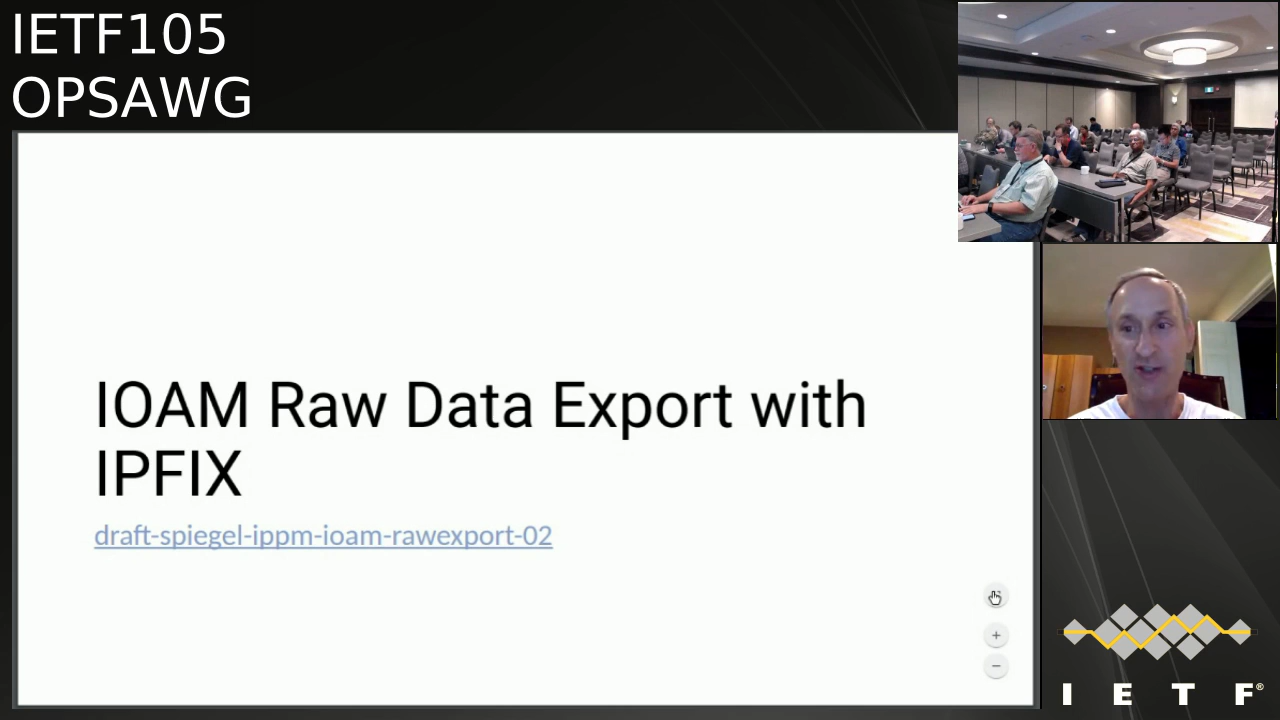 IETF105
OPSAWG
IOAM Raw Data Export with
IPFIX
draft-spiegel-ippm-ioam-rawexport-02
+
−
I E T F®